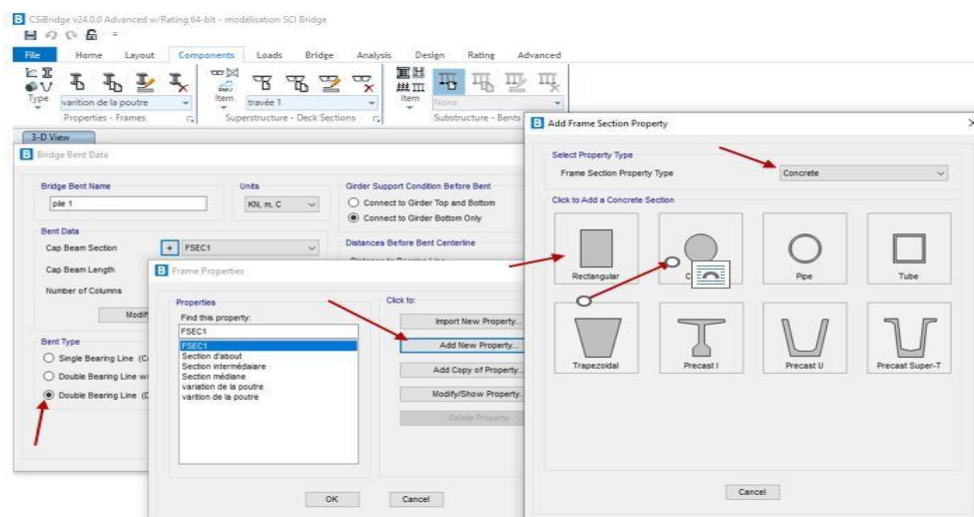 CSiBridge v24.0.0 Advanced w/Rating 64-bit - modélisation SCI Bridge
File Home Layout Components Loads Bridge Analysis Design Rating Advanced
Type
varition de la poutre
Item
travée 1
Item
None
Properties - Frames
Superstructure - Deck Sections
Substructure - Bents
3-D View
Bridge Bent Data
Bridge Bent Name
pile 1
Units
KN, m, C
Girder Support Condition Before Bent
Connect to Girder Top and Bottom
Connect to Girder Bottom Only
Bent Data
Cap Beam Section
+ FSEC1
Cap Beam Length
Number of Columns
Modif
Distances Before Bent Centerline
Bent Type
Single Bearing Line (C
Double Bearing Line wi
Double Bearing Line (D
Frame Properties
Properties
Find this property:
FSEC1
FSEC1
Section d'about
Section intermédaiare
Section médiane
variation de la poutre
varition de la poutre
Click to:
Import New Property...
Add New Property...
Add Copy of Property...
Modify/Show Property...
Delete Property
OK
Cancel
Add Frame Section Property
Select Property Type
Frame Section Property Type
Concrete
Click to Add a Concrete Section
Rectangular
Pipe
Tube
Trapezoidal
Precast I
Precast U
Precast Super-T
Cancel